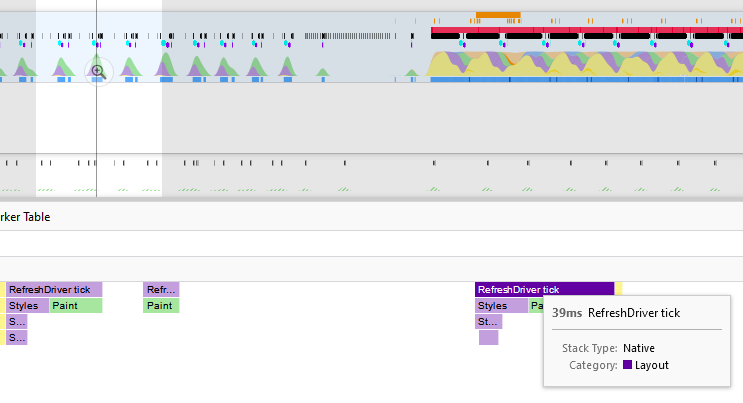 rker Table
RefreshDriver tick
Refr...
RefreshDriver tick
Styles
Paint
Paint
Styles
Pa
S...
St...
S...
39ms RefreshDriver tick
Stack Type: Native
Category: Layout